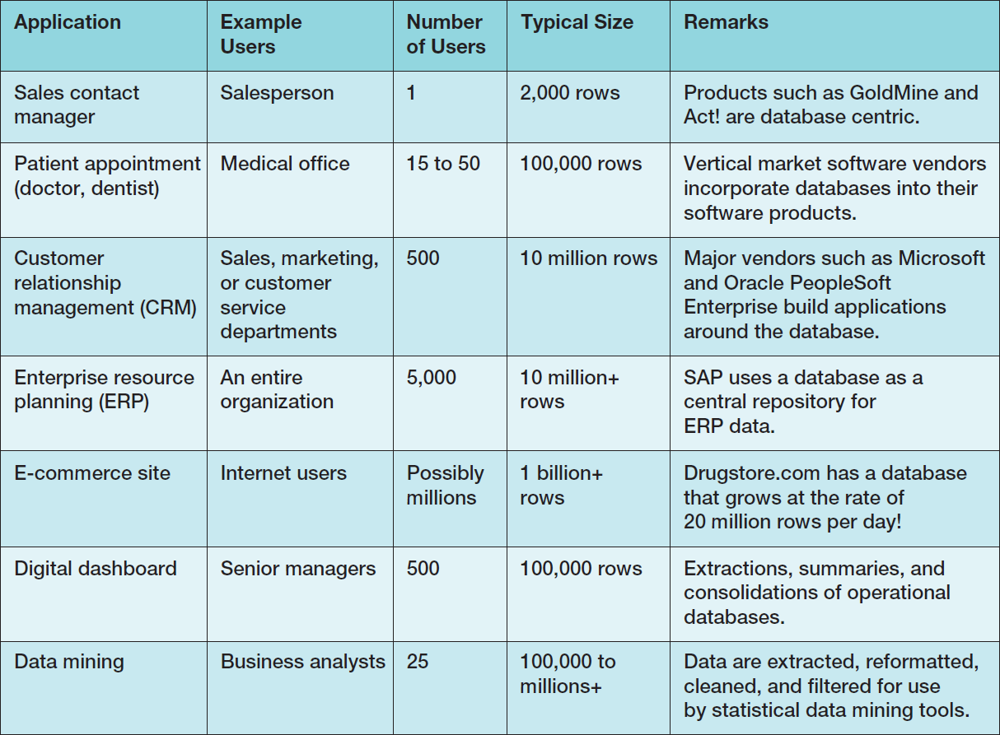 Application
Example
Users
Number
of Users
Typical Size
Remarks
Sales contact
manager
Salesperson
1
2,000 rows
Products such as GoldMine and
Act! are database centric.
Patient appointment
(doctor, dentist)
Medical office
15 to 50
100,000 rows
Vertical market software vendors
incorporate databases into their
software products.
Customer
relationship
management (CRM)
Sales, marketing,
or customer
service
departments
500
10 million rows
Major vendors such as Microsoft
and Oracle PeopleSoft
Enterprise build applications
around the database.
Enterprise resource
planning (ERP)
An entire
organization
5,000
10 million+
rows
SAP uses a database as a
central repository for
ERP data.
E-commerce site
Internet users
Possibly
millions
1 billion+
rows
Drugstore.com has a database
that grows at the rate of
20 million rows per day!
Digital dashboard
Senior managers
500
100,000 rows
Extractions, summaries, and
consolidations of operational
databases.
Data mining
Business analysts
25
100,000 to
millions+
Data are extracted, reformatted,
cleaned, and filtered for use
by statistical data mining tools.